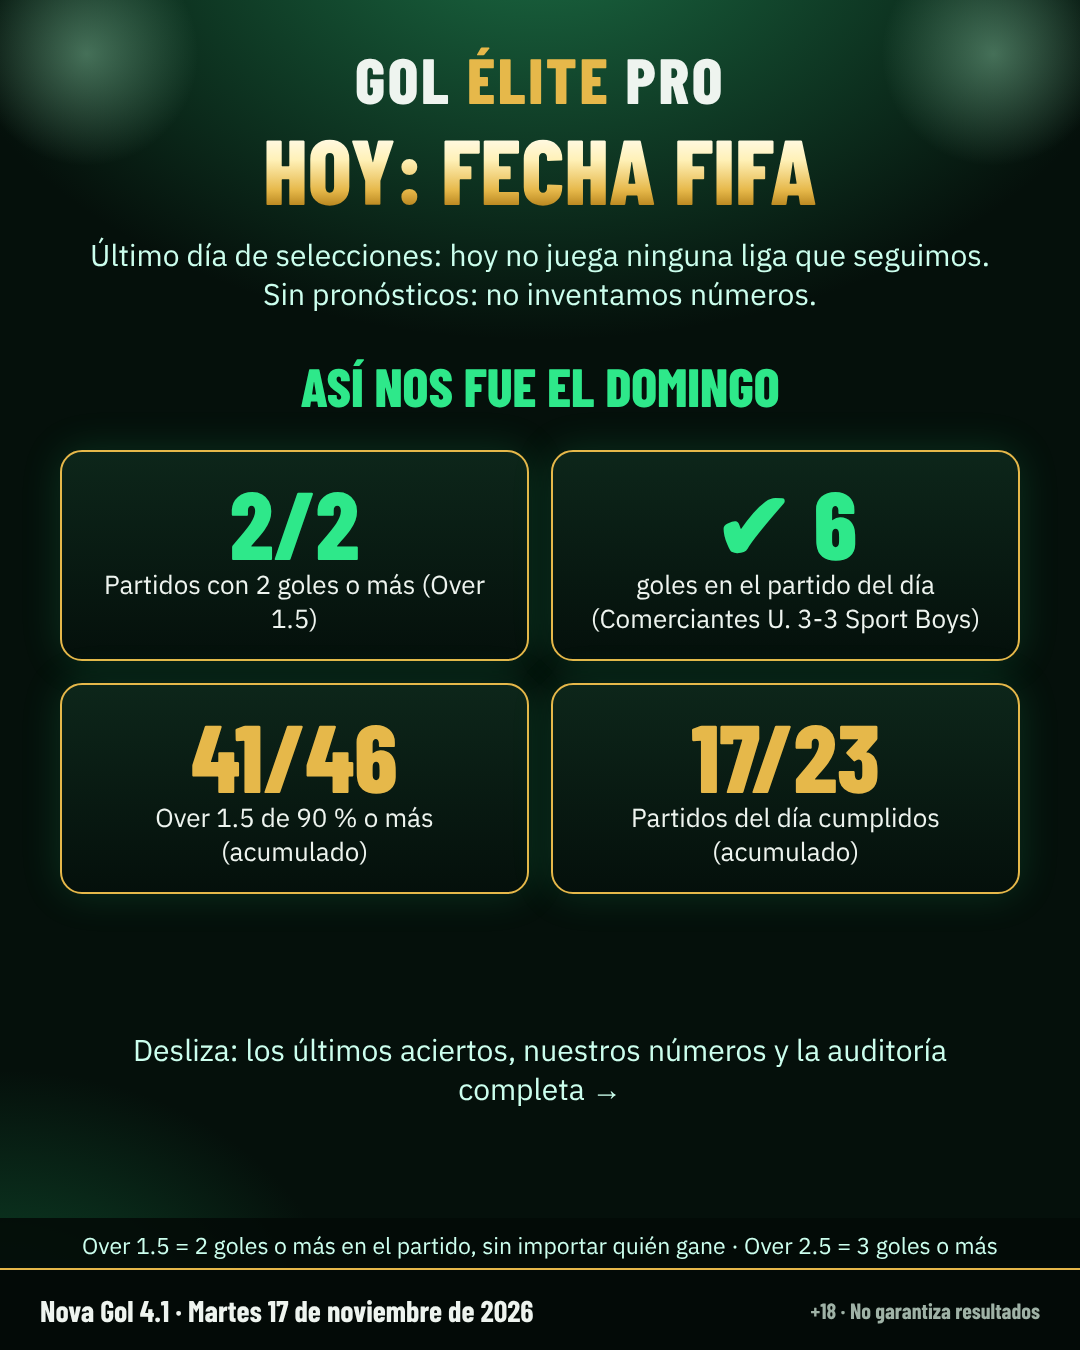 GOL ÉLITE PRO
HOY: FECHA FIFA
Último día de selecciones: hoy no juega ninguna liga que seguimos.
Sin pronósticos: no inventamos números.
ASÍ NOS FUE EL DOMINGO
2/2
Partidos con 2 goles o más (Over
1.5)
✔ 6
goles en el partido del día
(Comerciantes U. 3-3 Sport Boys)
41/46
Over 1.5 de 90 % o más
(acumulado)
17/23
Partidos del día cumplidos
(acumulado)
Desliza: los últimos aciertos, nuestros números y la auditoría
completa →
Over 1.5 = 2 goles o más en el partido, sin importar quién gane · Over 2.5 = 3 goles o más
Nova Gol 4.1 · Martes 17 de noviembre de 2026
+18 · No garantiza resultados